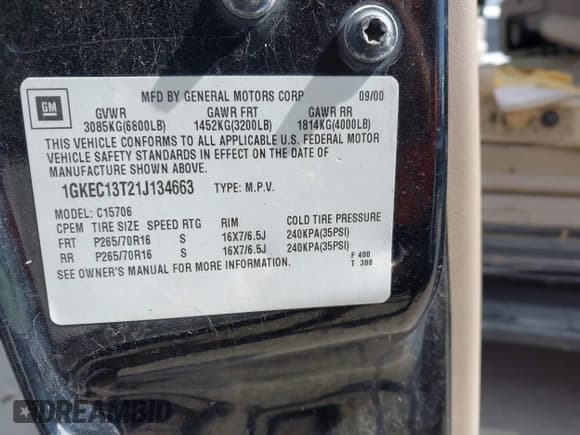 GM
MFD BY GENERAL MOTORS CORP 09/00
GVWR GAWR FRT GAWR RR
3085KG(6800LB) 1452KG(3200LB) 1814KG(4000LB)
THIS VEHICLE CONFORMS TO ALL APPLICABLE U.S. FEDERAL MOTOR
VEHICLE SAFETY STANDARDS IN EFFECT ON THE DATE OF
MANUFACTURE SHOWN ABOVE.
1GKEC13T21J134663 TYPE: M.P.V.
MODEL: C15706
CPEM TIRE SIZE SPEED RTG RIM COLD TIRE PRESSURE
FRT P265/70R16 S 16X7/6.5J 240KPA(35PSI)
RR P265/70R16 S 16X7/6.5J 240KPA(35PSI)
SEE OWNER'S MANUAL FOR MORE INFORMATION. F 400
T 300
DREAMBID